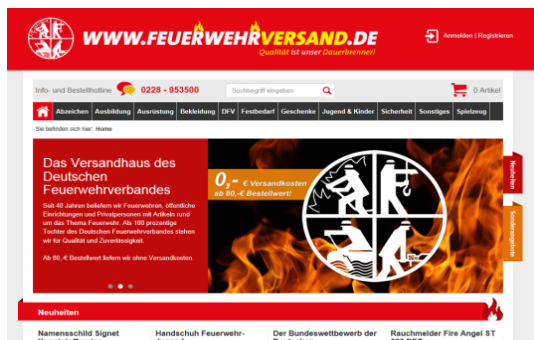 WWW.FEUERWEHRVERSAND.DE
Qualität ist unser Dauerbrenner!
Anmelden | Registrieren
Info- und Bestellhotline 0228 - 953500 Suchbegriff eingeben 0 Artikel
Abzeichen Ausbildung Ausrüstung Bekleidung DFV Festbedarf Geschenke Jugend & Kinder Sicherheit Sonstiges Spielzeug
Sie befinden sich hier: Home
Das Versandhaus des
Deutschen
Feuerwehrverbandes
Seit 40 Jahren beliefern wir Feuerwehren, öffentliche
Einrichtungen und Privatpersonen mit Artikeln rund
um das Thema Feuerwehr. Als 100 prozentige
Tochter des Deutschen Feuerwehrverbandes stehen
wir für Qualität und Zuverlässigkeit.
Ab 80,-€ Bestellwert liefern wir ohne Versandkosten.
0,- € Versandkosten
ab 80,-€ Bestellwert!
Neuheiten
Sonderangebote
Neuheiten
Namensschild Signet
Handschuh Feuerwehr-
Der Bundeswettbewerb der
Rauchmelder Fire Angel ST